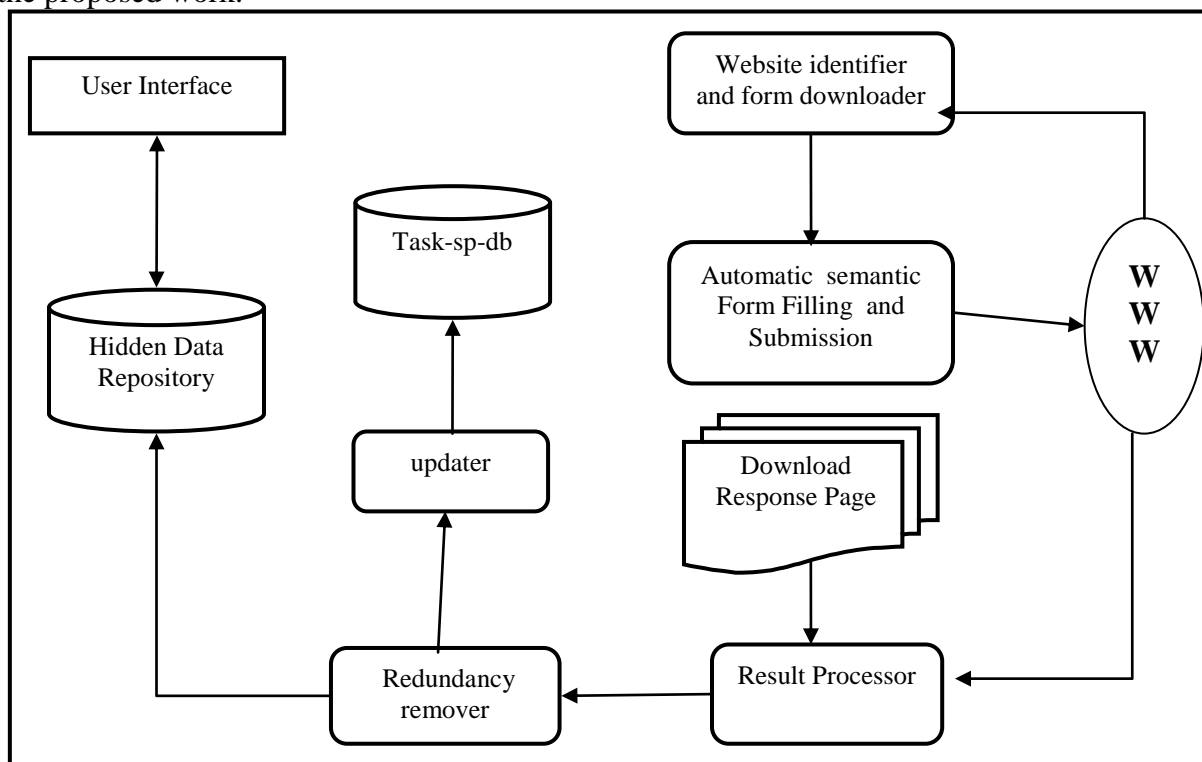 the proposed work.
User Interface
Website identifier
and form downloader
Task-sp-db
Automatic semantic
Form Filling and
Submission
W
W
W
Hidden Data
Repository
updater
Download
Response Page
Redundancy
remover
Result Processor